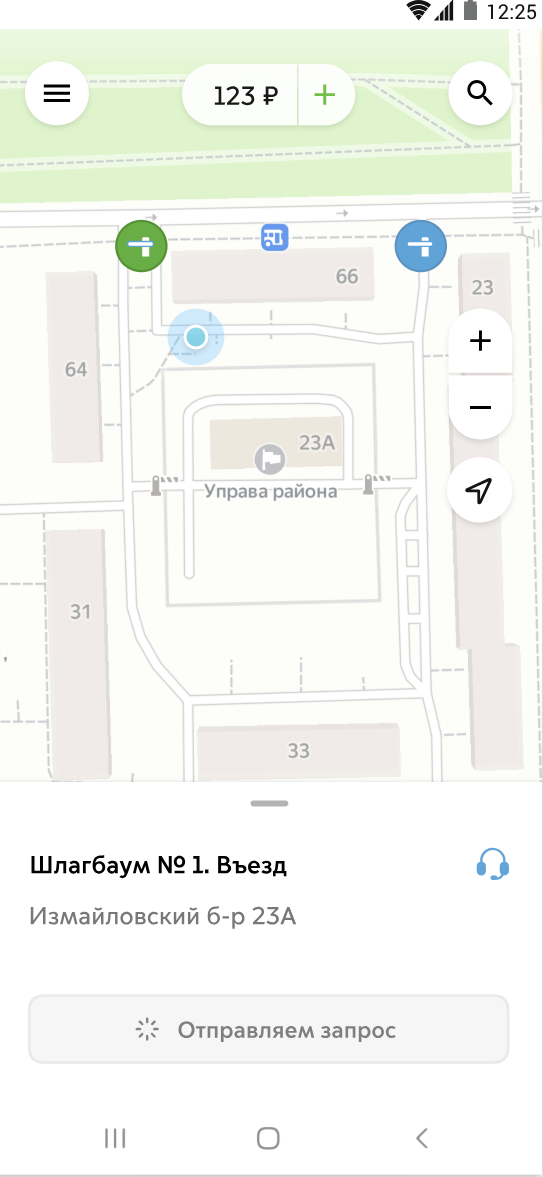 12:25
123 ₽ +
66
23
64
23А
Управа района
31
33
Шлагбаум № 1. Въезд
Измайловский б-р 23А
Отправляем запрос